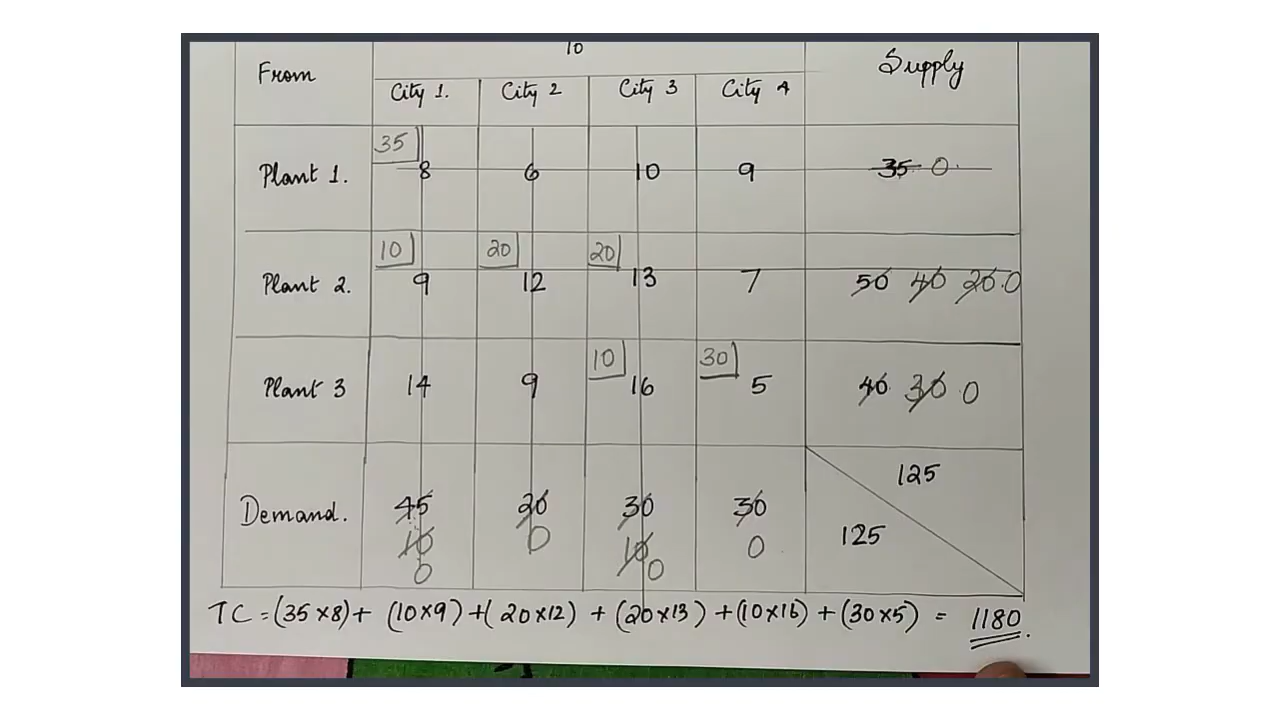 To
From Supply
City 1. City 2 City 3 City 4
35
Plant 1. 8 6 10 9 35 0.
10 20 20
Plant 2. 9 12 13 7 50 40 20.0
10 30
Plant 3 14 9 16 5 40 30 0
125
Demand. 45 20 30 30
125
10 0 10 0
0 0
TC = (35×8) + (10×9) + (20×12) + (20×13) + (10×16) + (30×5) = 1180.